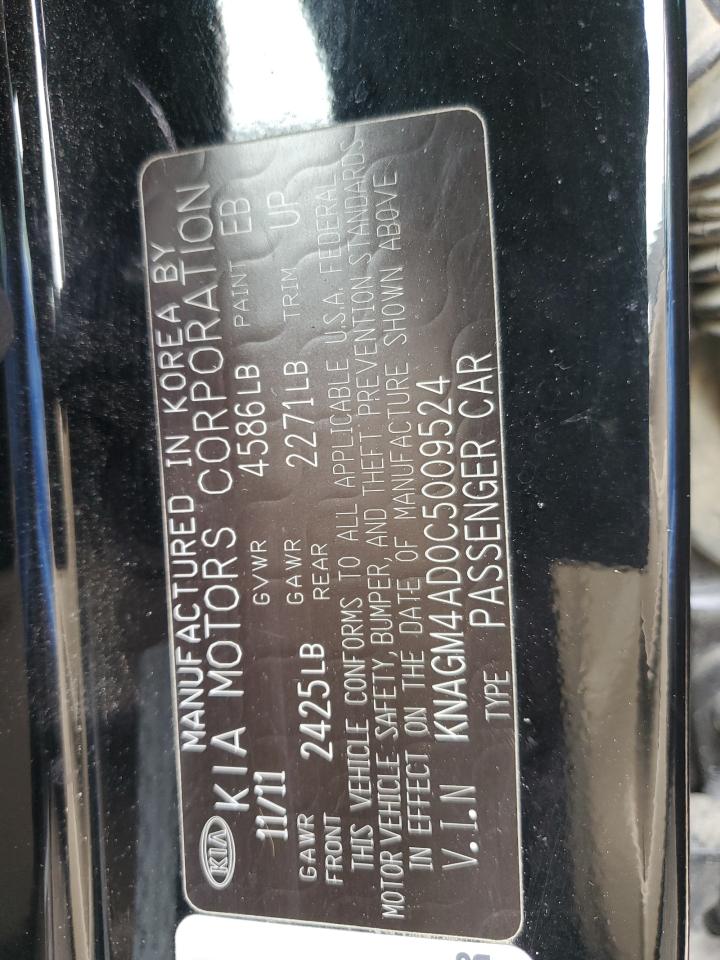 MANUFACTURED IN KOREA BY
KIA KIA MOTORS CORPORATION
11/11 GVWR 4586LB PAINT EB
GAWR FRONT 2425LB GAWR REAR 2271LB TRIM UP
THIS VEHICLE CONFORMS TO ALL APPLICABLE U.S.A. FEDERAL
MOTOR VEHICLE SAFETY, BUMPER, AND THEFT PREVENTION STANDARDS
IN EFFECT ON THE DATE OF MANUFACTURE SHOWN ABOVE.
V.I.N KNAGM4AD0C5009524
TYPE PASSENGER CAR